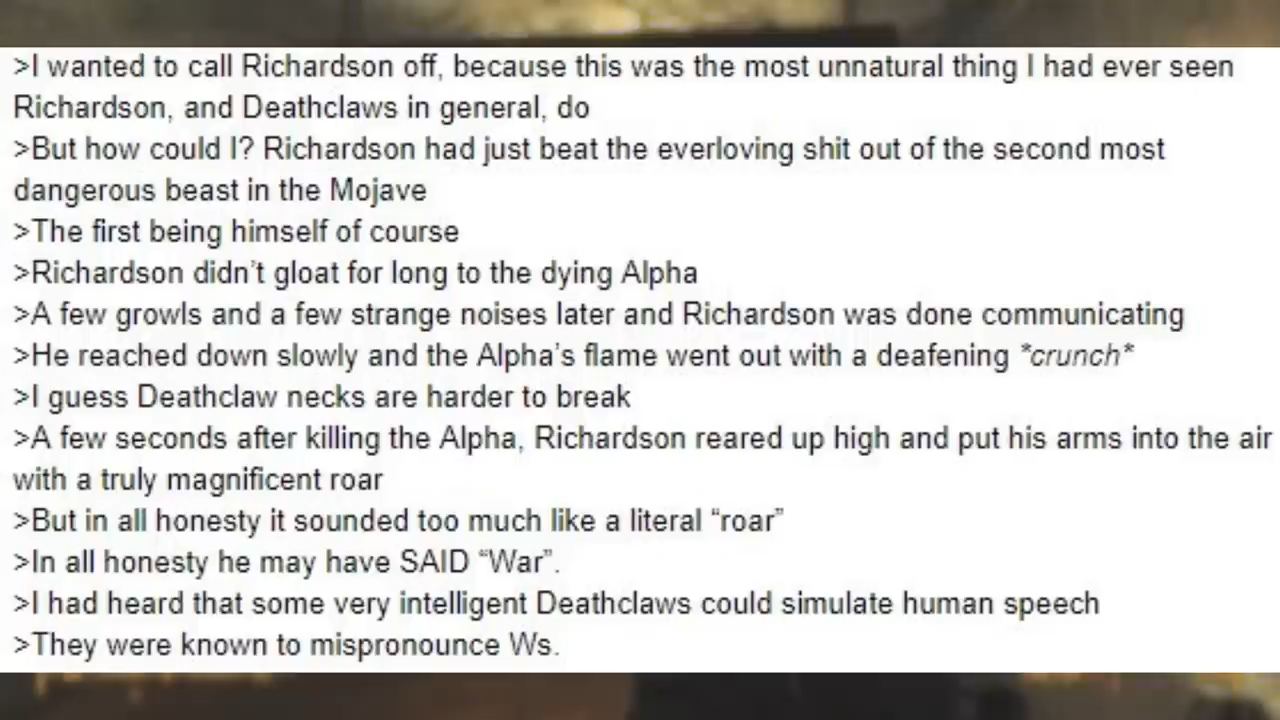 >I wanted to call Richardson off, because this was the most unnatural thing I had ever seen
Richardson, and Deathclaws in general, do
>But how could I? Richardson had just beat the everloving shit out of the second most
dangerous beast in the Mojave
>The first being himself of course
>Richardson didn't gloat for long to the dying Alpha
>A few growls and a few strange noises later and Richardson was done communicating
>He reached down slowly and the Alpha's flame went out with a deafening *crunch*
>I guess Deathclaw necks are harder to break
>A few seconds after killing the Alpha, Richardson reared up high and put his arms into the air
with a truly magnificent roar
>But in all honesty it sounded too much like a literal “roar”
>In all honesty he may have SAID “War”.
>I had heard that some very intelligent Deathclaws could simulate human speech
>They were known to mispronounce Ws.